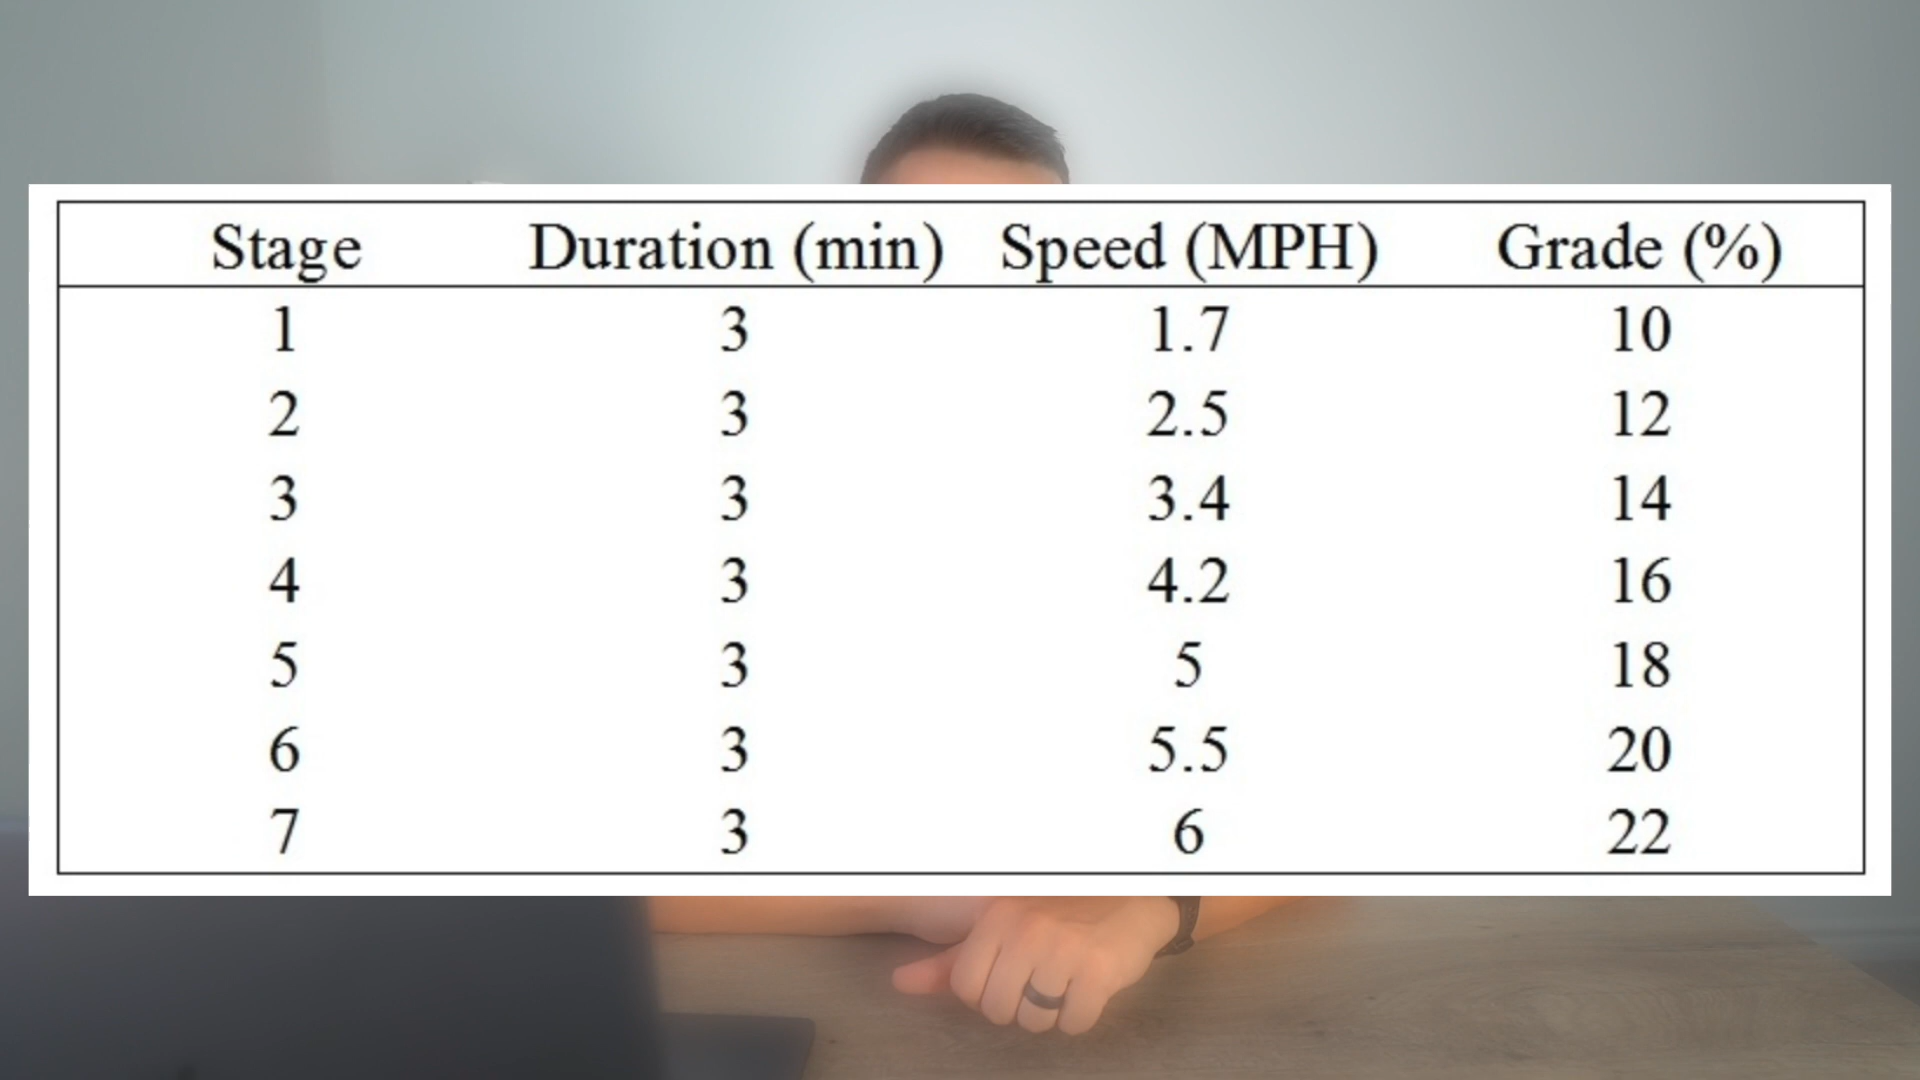 Stage Duration (min) Speed (MPH) Grade (%)
1 3 1.7 10
2 3 2.5 12
3 3 3.4 14
4 3 4.2 16
5 3 5 18
6 3 5.5 20
7 3 6 22